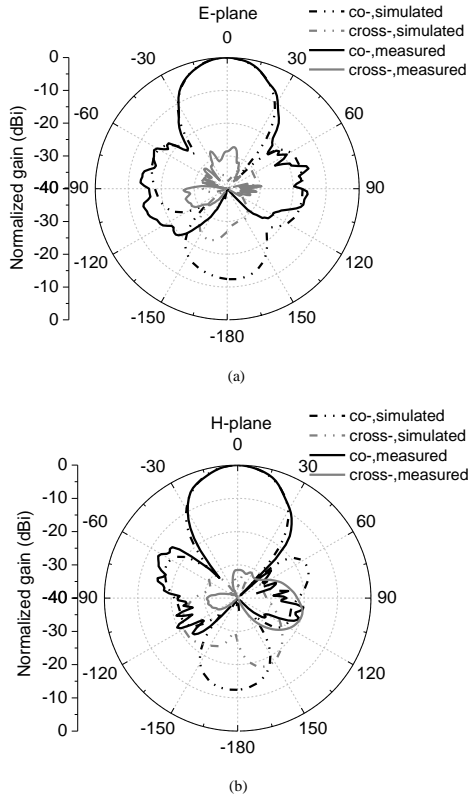 E-plane
co-,simulated
cross-,simulated
co-,measured
cross-,measured
0
-30
30
-60
60
90
-120
120
-150
150
-180
Normalized gain (dBi)
0
-10
-20
-30
-40
-30
-20
-10
0
(a)
H-plane
co-,simulated
cross-,simulated
co-,measured
cross-,measured
0
-30
30
-60
60
-90
90
-120
120
-150
150
-180
Normalized gain (dBi)
0
-10
-20
-30
-40
-30
-20
-10
0
(b)